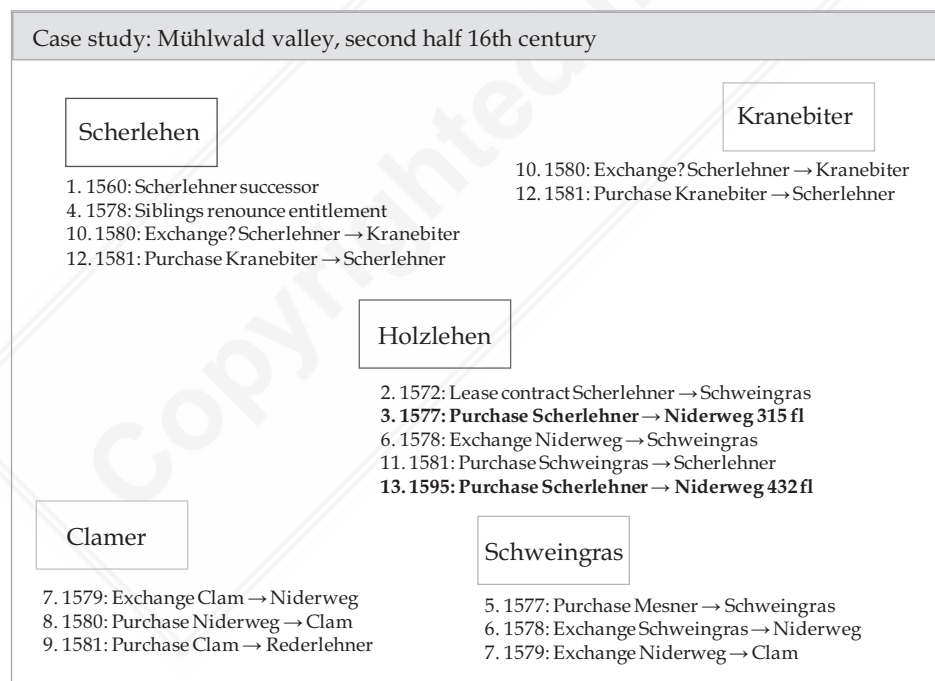 Case study: Mühlwald valley, second half 16th century
Scherlehen
1. 1560: Scherlehner successor
4. 1578: Siblings renounce entitlement
10. 1580: Exchange? Scherlehner → Kranebiter
12. 1581: Purchase Kranebiter → Scherlehner
Kranebiter
10. 1580: Exchange? Scherlehner → Kranebiter
12. 1581: Purchase Kranebiter → Scherlehner
Holzlehen
2. 1572: Lease contract Scherlehner → Schweingras
3. 1577: Purchase Scherlehner → Niderweg 315 fl
6. 1578: Exchange Niderweg → Schweingras
11. 1581: Purchase Schweingras → Scherlehner
13. 1595: Purchase Scherlehner → Niderweg 432 fl
Clamer
7. 1579: Exchange Clam → Niderweg
8. 1580: Purchase Niderweg → Clam
9. 1581: Purchase Clam → Rederlehner
Schweingras
5. 1577: Purchase Mesner → Schweingras
6. 1578: Exchange Schweingras → Niderweg
7. 1579: Exchange Niderweg → Clam
Copyrighted